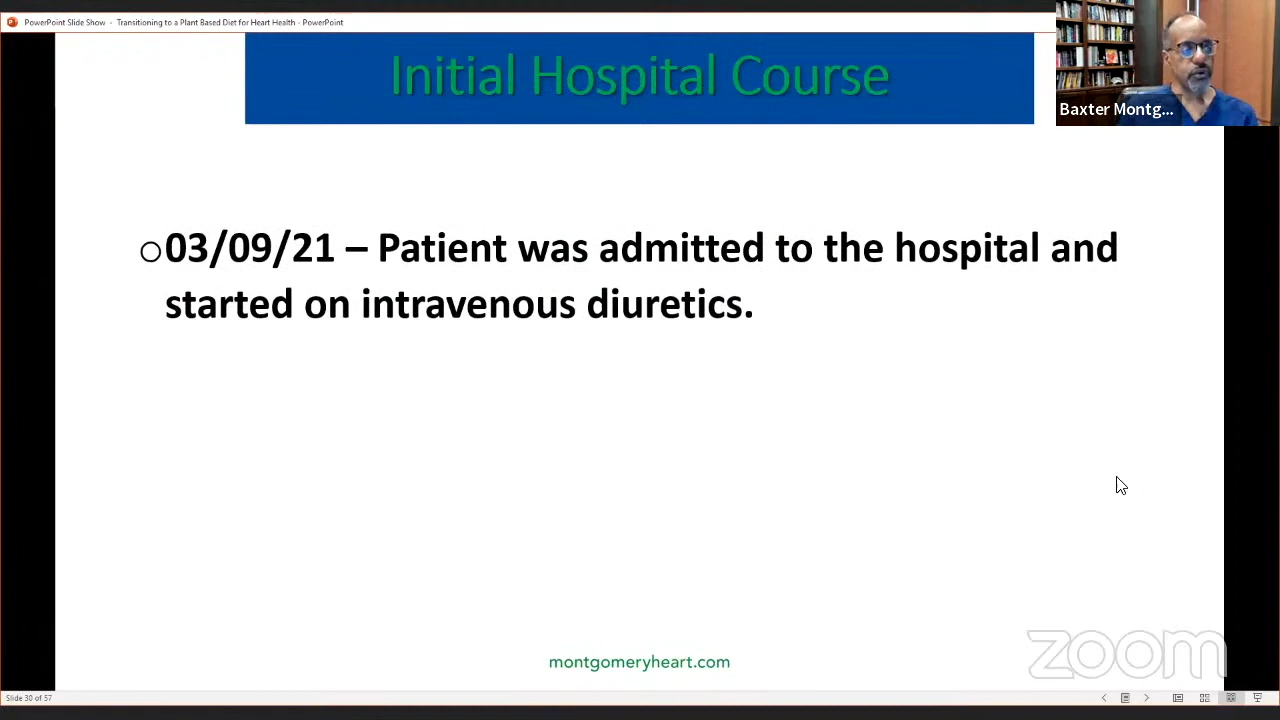 PowerPoint Slide Show - Transitioning to a Plant Based Diet for Heart Health - PowerPoint
Initial Hospital Course
Baxter Montg...
○03/09/21 – Patient was admitted to the hospital and
started on intravenous diuretics.
zoom
montgomeryheart.com
Slide 30 of 57